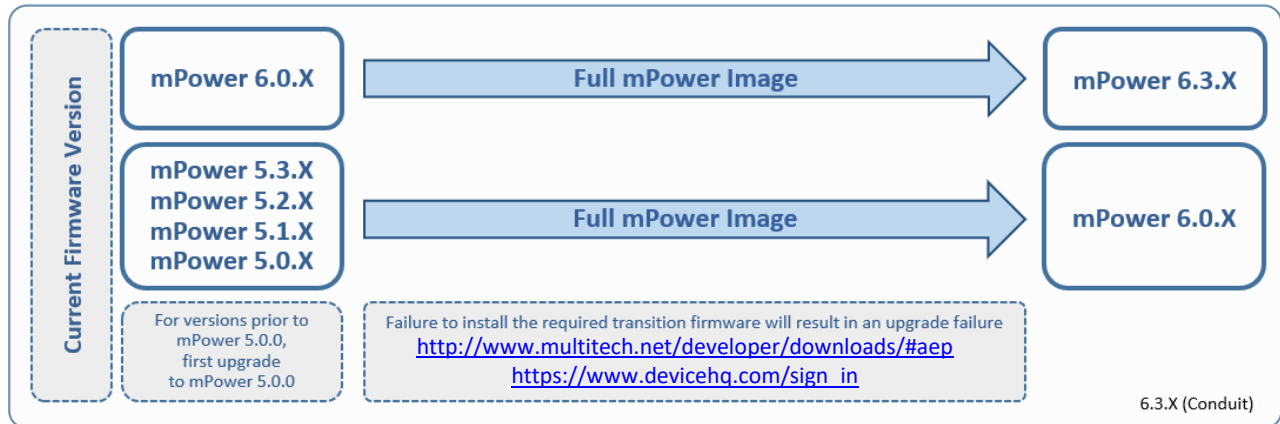 Current Firmware Version
mPower 6.0.X
Full mPower Image
mPower 6.3.X
mPower 5.3.X
mPower 5.2.X
mPower 5.1.X
mPower 5.0.X
Full mPower Image
mPower 6.0.X
For versions prior to
mPower 5.0.0,
first upgrade
to mPower 5.0.0
Failure to install the required transition firmware will result in an upgrade failure
http://www.multitech.net/developer/downloads/#aep
https://www.devicehq.com/sign_in
6.3.X (Conduit)